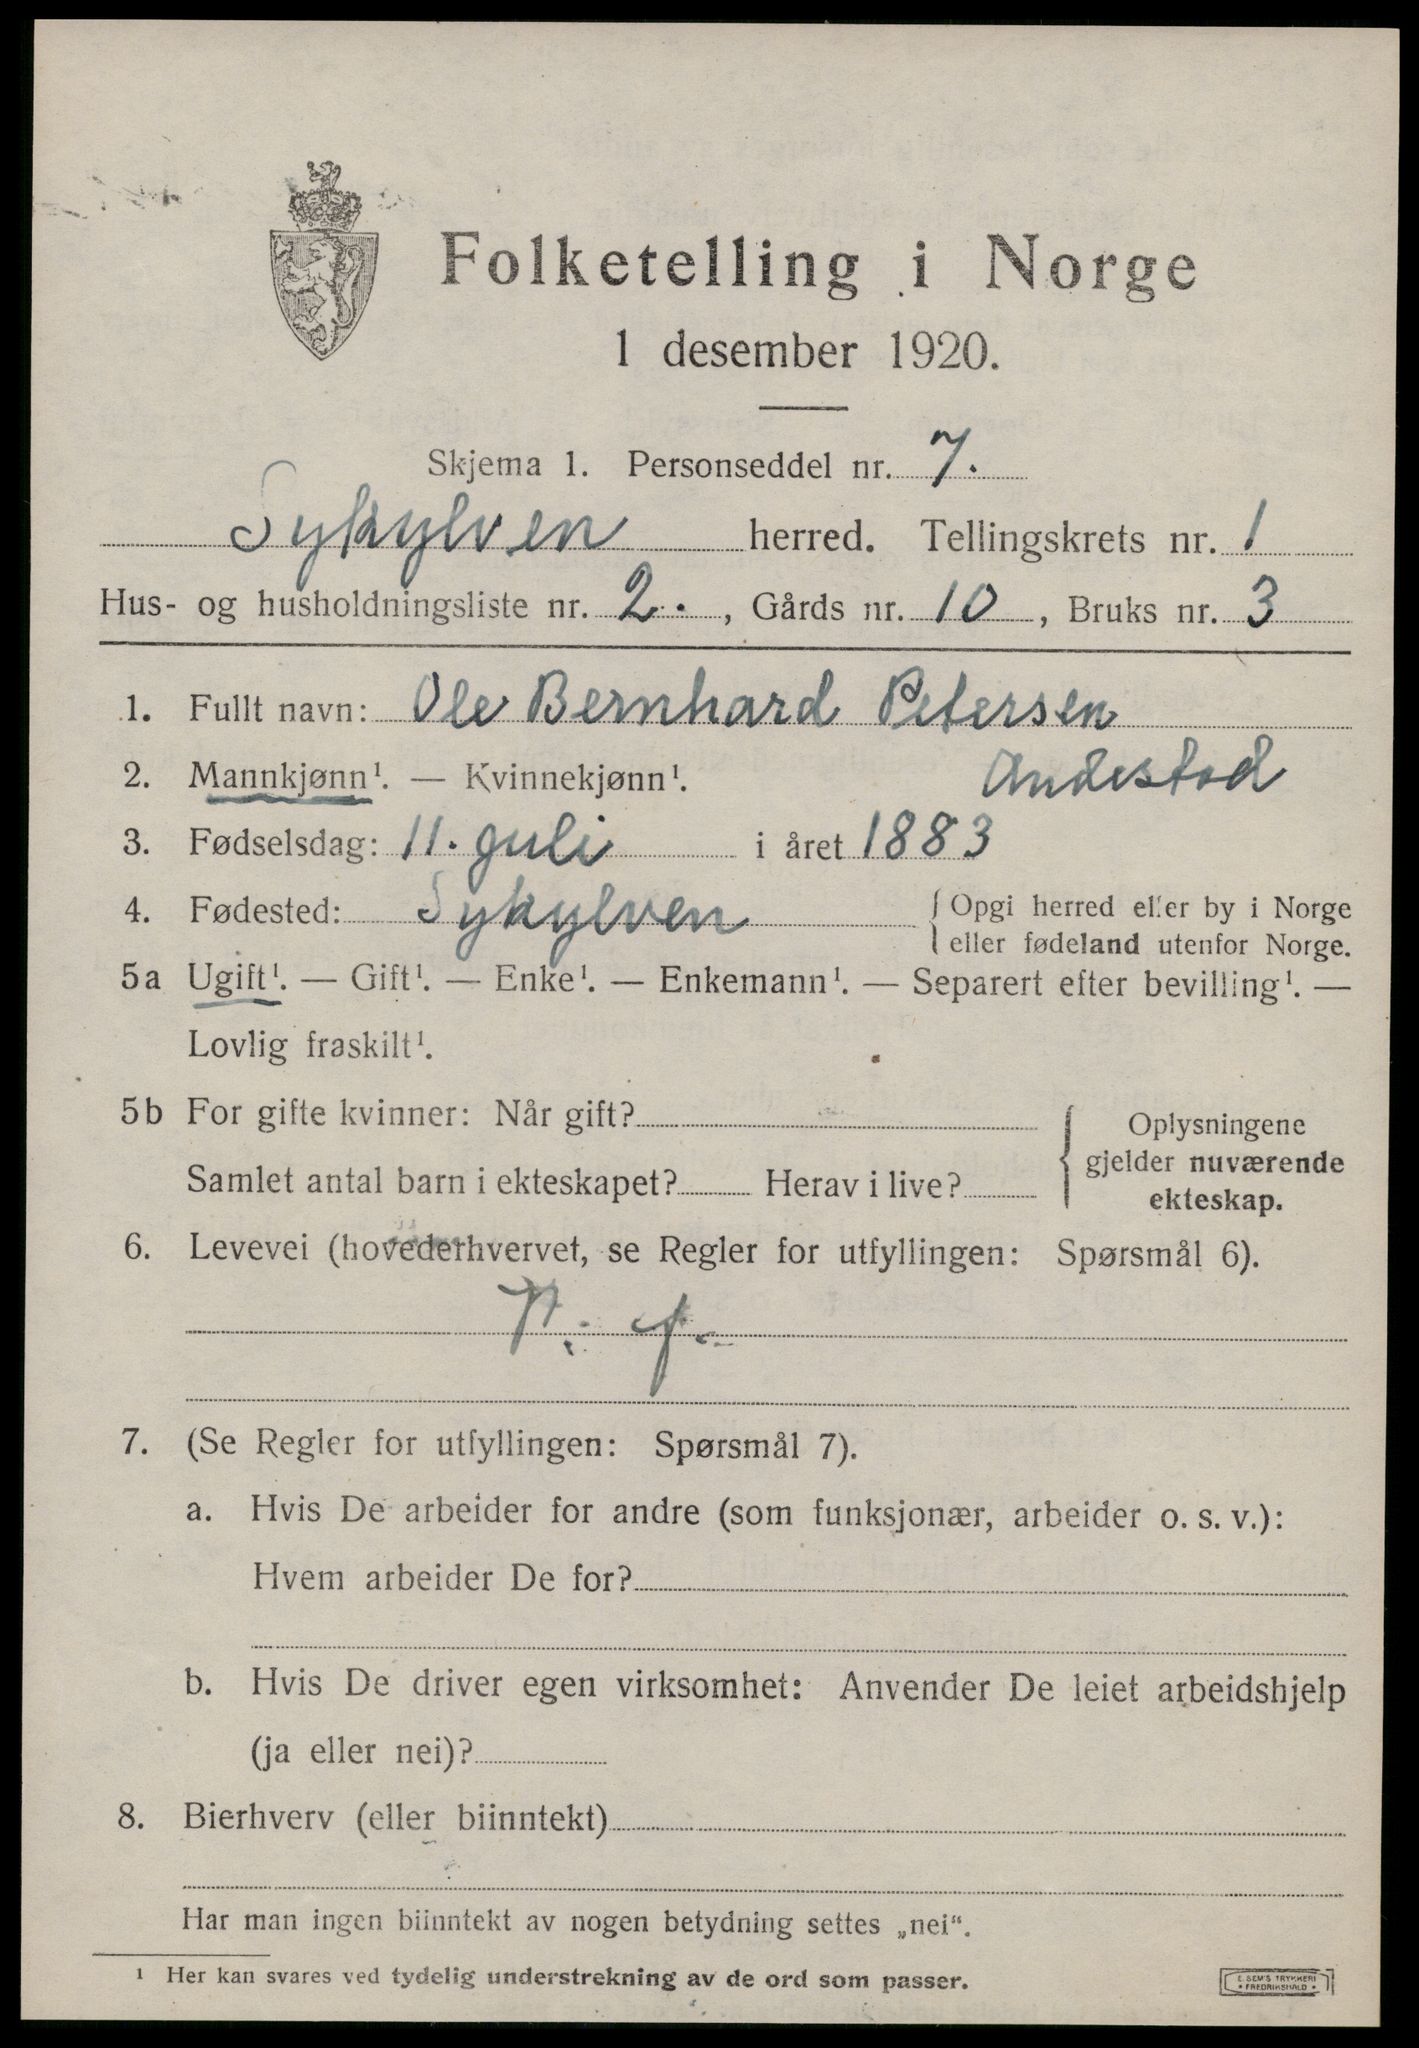 Folketelling i Norge
1 desember 1920.
Skjema 1. Personseddel nr. 7.
Sykylven herred. Tellingskrets nr. 1
Hus- og husholdningsliste nr. 2. , Gårds nr. 10 , Bruks nr. 3
1. Fullt navn: Ole Bernhard Petersen
Andestad
2. Mannkjønn¹. — Kvinnekjønn¹.
3. Fødselsdag: 11. juli i året 1883
4. Fødested: Sykylven { Opgi herred eller by i Norge
eller fødeland utenfor Norge.
5a Ugift¹. — Gift¹. — Enke¹. — Enkemann¹. — Separert efter bevilling¹. —
Lovlig fraskilt¹.
5b For gifte kvinner: Når gift?
Samlet antal barn i ekteskapet? Herav i live?
{ Oplysningene
gjelder nuværende
ekteskap.
6. Levevei (hovederhvervet, se Regler for utfyllingen: Spørsmål 6).
7. (Se Regler for utfyllingen: Spørsmål 7).
a. Hvis De arbeider for andre (som funksjonær, arbeider o. s. v.):
Hvem arbeider De for?
b. Hvis De driver egen virksomhet: Anvender De leiet arbeidshjelp
(ja eller nei)?
8. Bierhverv (eller biinntekt)
Har man ingen biinntekt av nogen betydning settes „nei“.
¹ Her kan svares ved tydelig understrekning av de ord som passer.
E. SEM'S TRYKKERI
• FREDRIKSHALD •